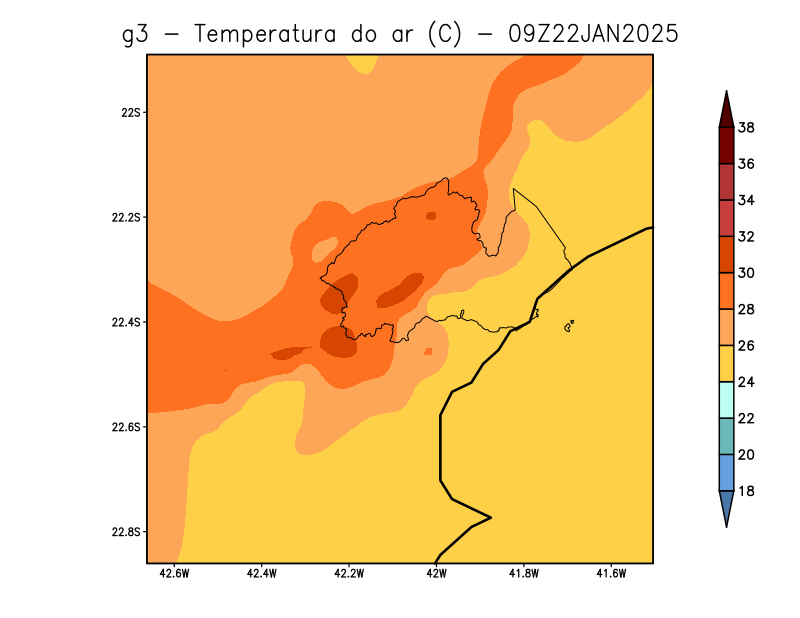 g3 – Temperatura do ar (C) – 09Z22JAN2025
22S
22.2S
22.4S
22.6S
22.8S
42.6W
42.4W
42.2W
42W
41.8W
41.6W
38
36
34
32
30
28
26
24
22
20
18